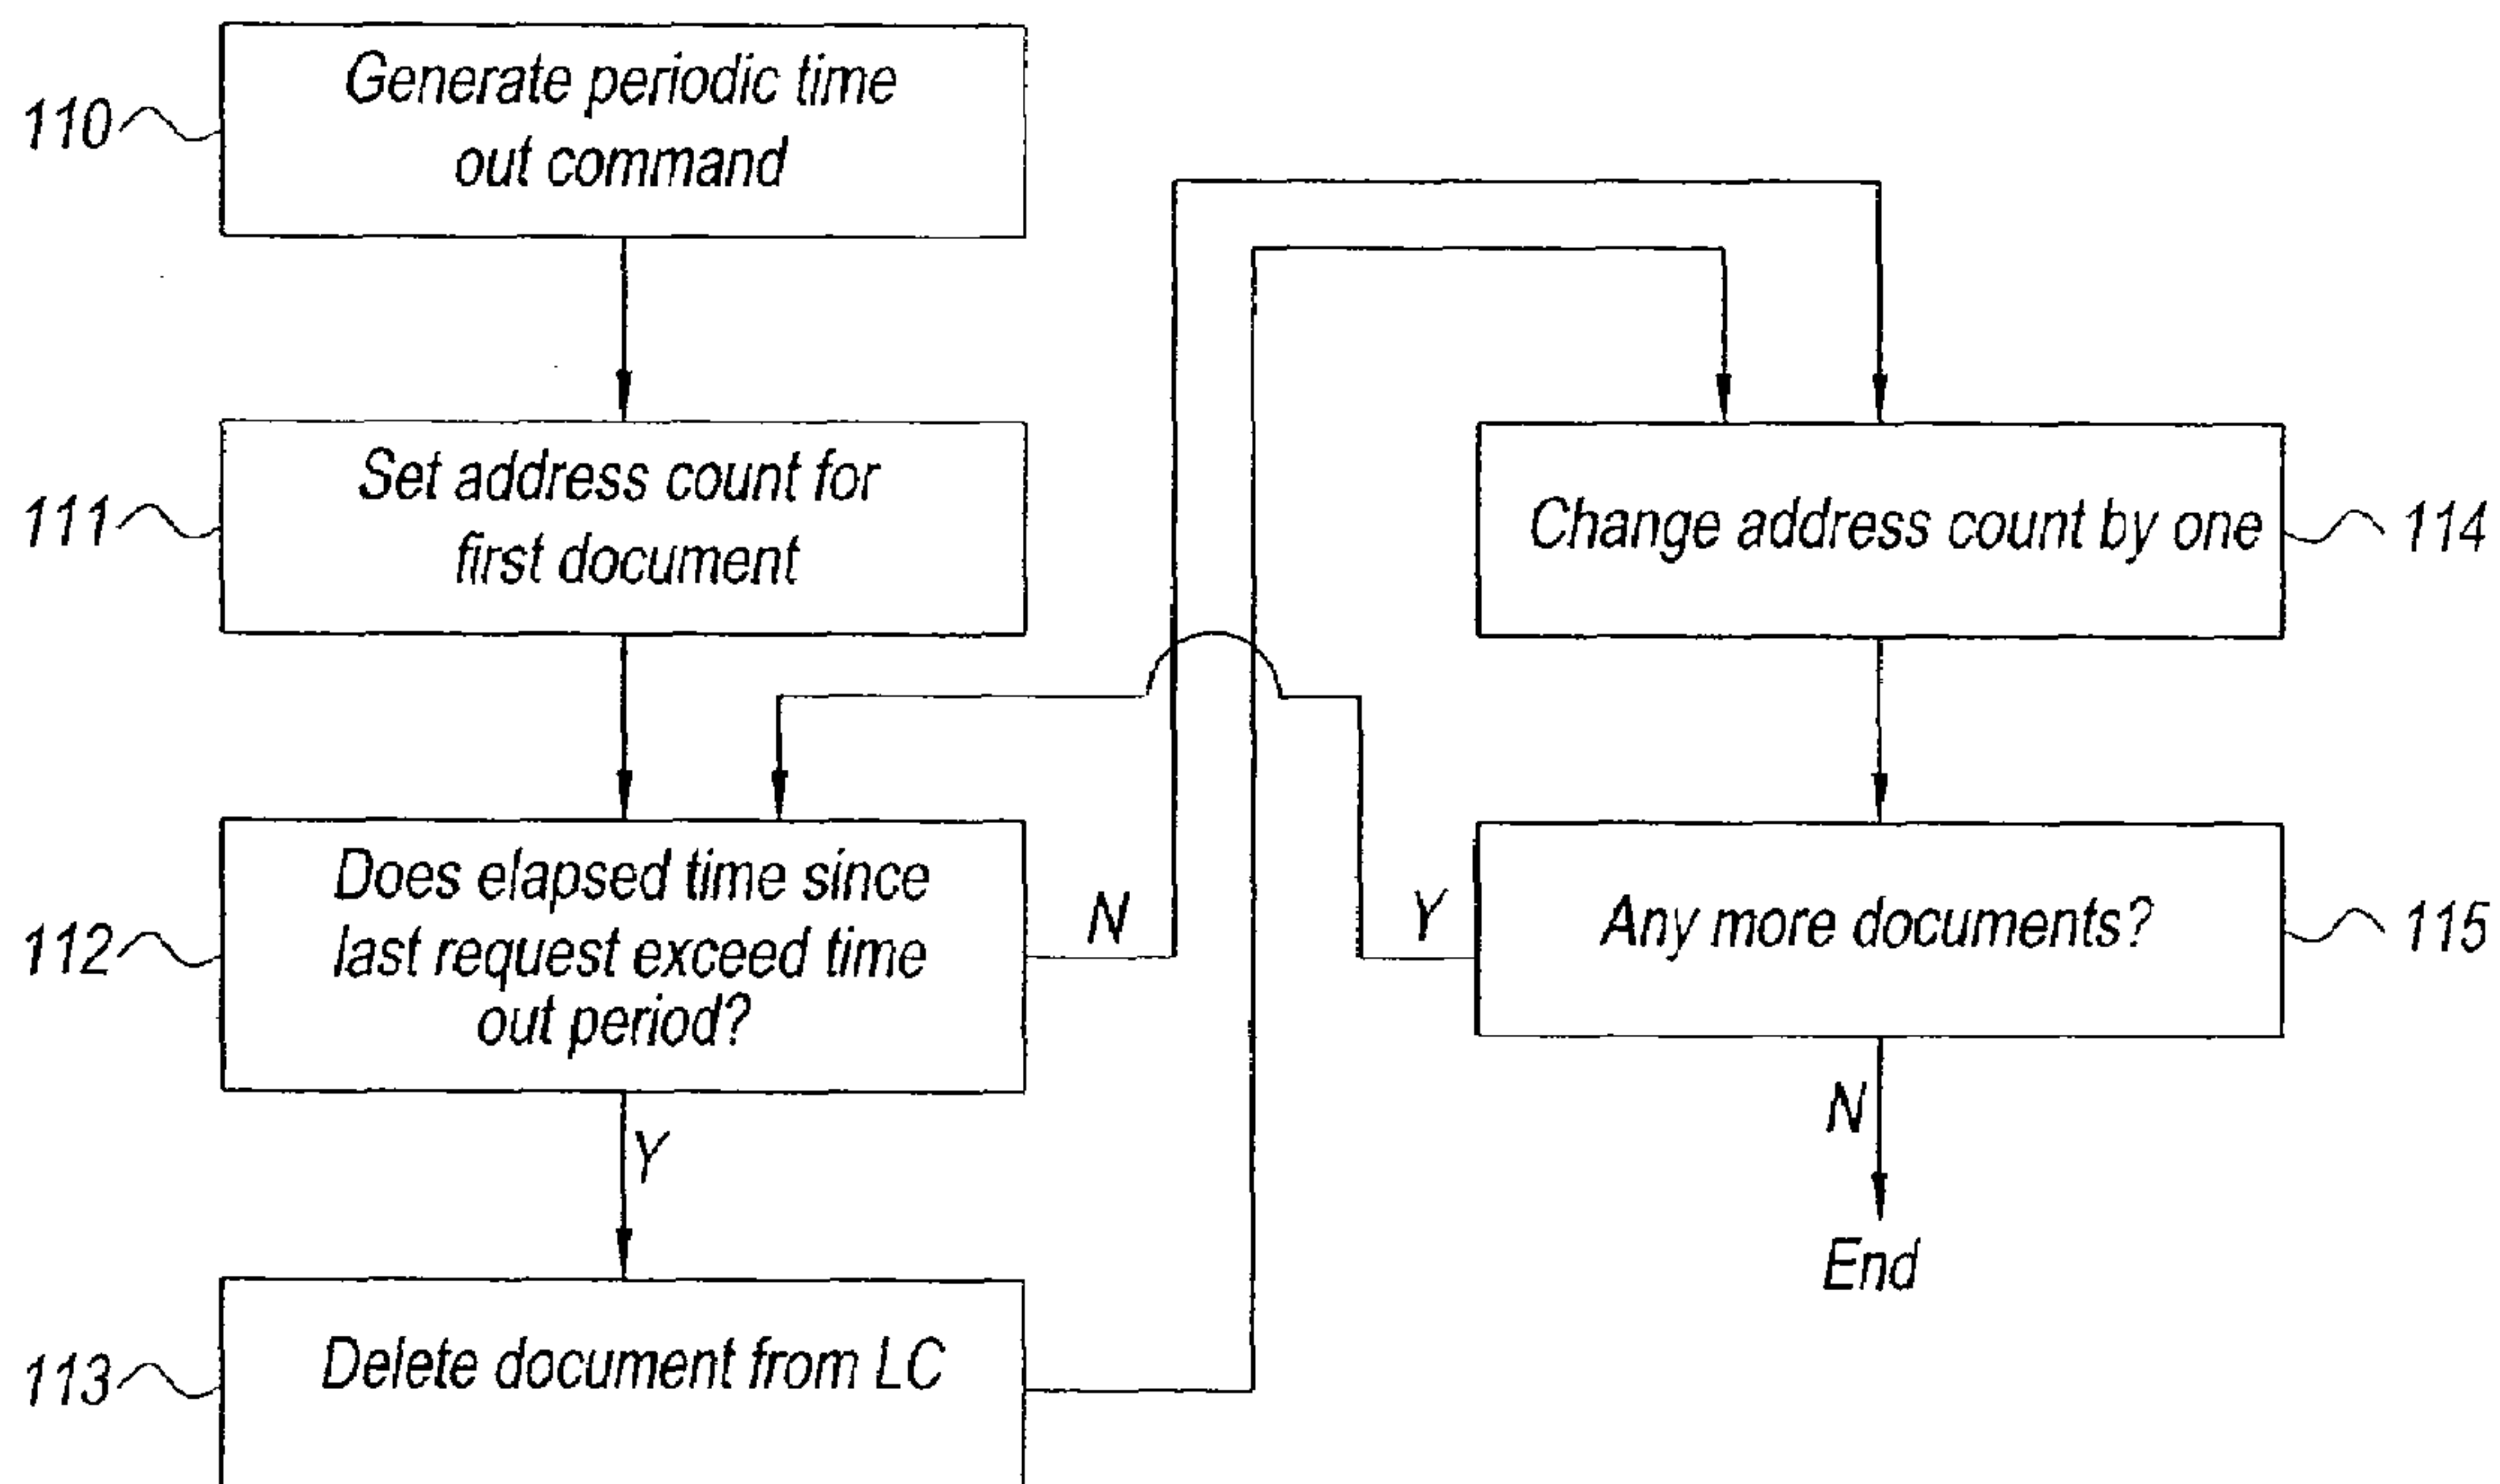 110
Generate periodic time
out command
111
Set address count for
first document
112
Does elapsed time since
last request exceed time
out period?
N
Y
113
Delete document from LC
Change address count by one
114
Y
Any more documents?
115
N
End